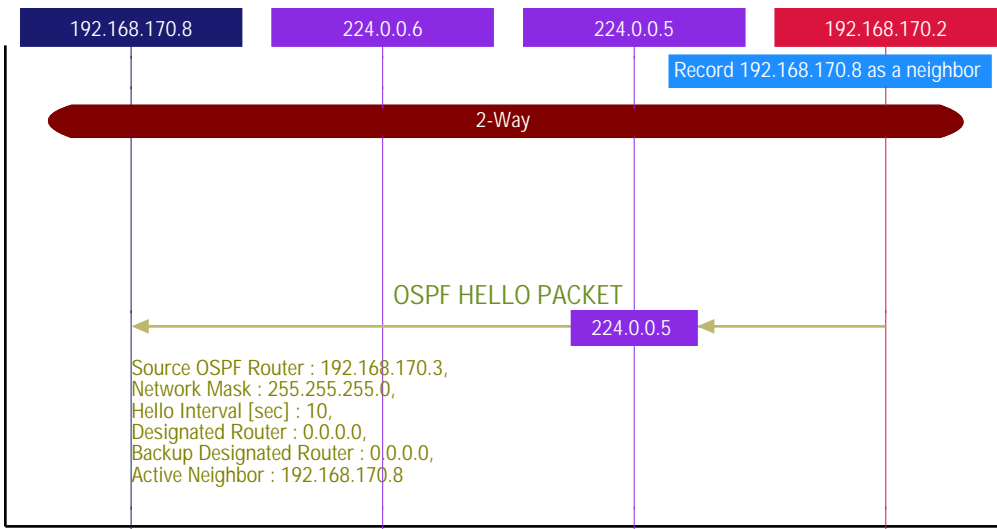 192.168.170.8
224.0.0.6
224.0.0.5
192.168.170.2
Record 192.168.170.8 as a neighbor
2-Way
OSPF HELLO PACKET
224.0.0.5
Source OSPF Router : 192.168.170.3,
Network Mask : 255.255.255.0,
Hello Interval [sec] : 10,
Designated Router : 0.0.0.0,
Backup Designated Router : 0.0.0.0,
Active Neighbor : 192.168.170.8